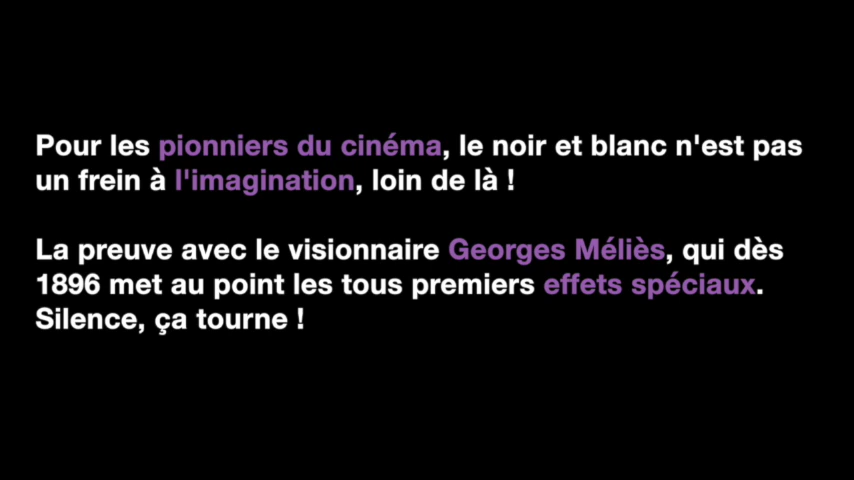 Pour les pionniers du cinéma, le noir et blanc n'est pas
un frein à l'imagination, loin de là !
La preuve avec le visionnaire Georges Méliès, qui dès
1896 met au point les tous premiers effets spéciaux.
Silence, ça tourne !